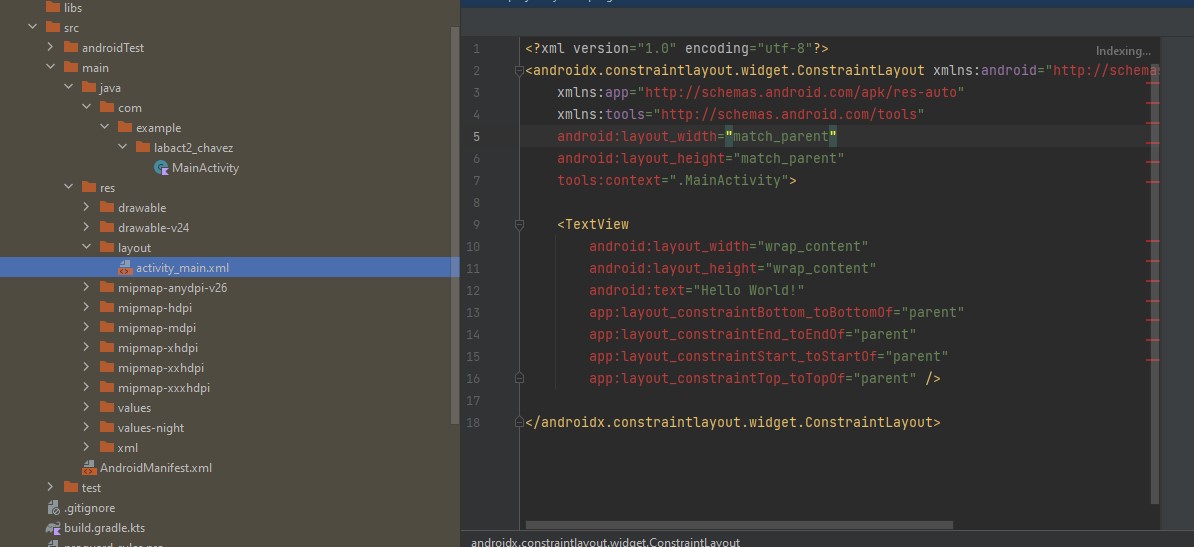 libs
src
androidTest
main
java
com
example
labact2_chavez
MainActivity
res
drawable
drawable-v24
layout
activity_main.xml
mipmap-anydpi-v26
mipmap-hdpi
mipmap-mdpi
mipmap-xhdpi
mipmap-xxhdpi
mipmap-xxxhdpi
values
values-night
xml
AndroidManifest.xml
test
.gitignore
build.gradle.kts
Indexing...
1 <?xml version="1.0" encoding="utf-8"?>
2 <androidx.constraintlayout.widget.ConstraintLayout xmlns:android="http://schemas
3 xmlns:app="http://schemas.android.com/apk/res-auto"
4 xmlns:tools="http://schemas.android.com/tools"
5 android:layout_width="match_parent"
6 android:layout_height="match_parent"
7 tools:context=".MainActivity">
8
9 <TextView
10 android:layout_width="wrap_content"
11 android:layout_height="wrap_content"
12 android:text="Hello World!"
13 app:layout_constraintBottom_toBottomOf="parent"
14 app:layout_constraintEnd_toEndOf="parent"
15 app:layout_constraintStart_toStartOf="parent"
16 app:layout_constraintTop_toTopOf="parent" />
17
18 </androidx.constraintlayout.widget.ConstraintLayout>
androidx.constraintlayout.widget.ConstraintLayout